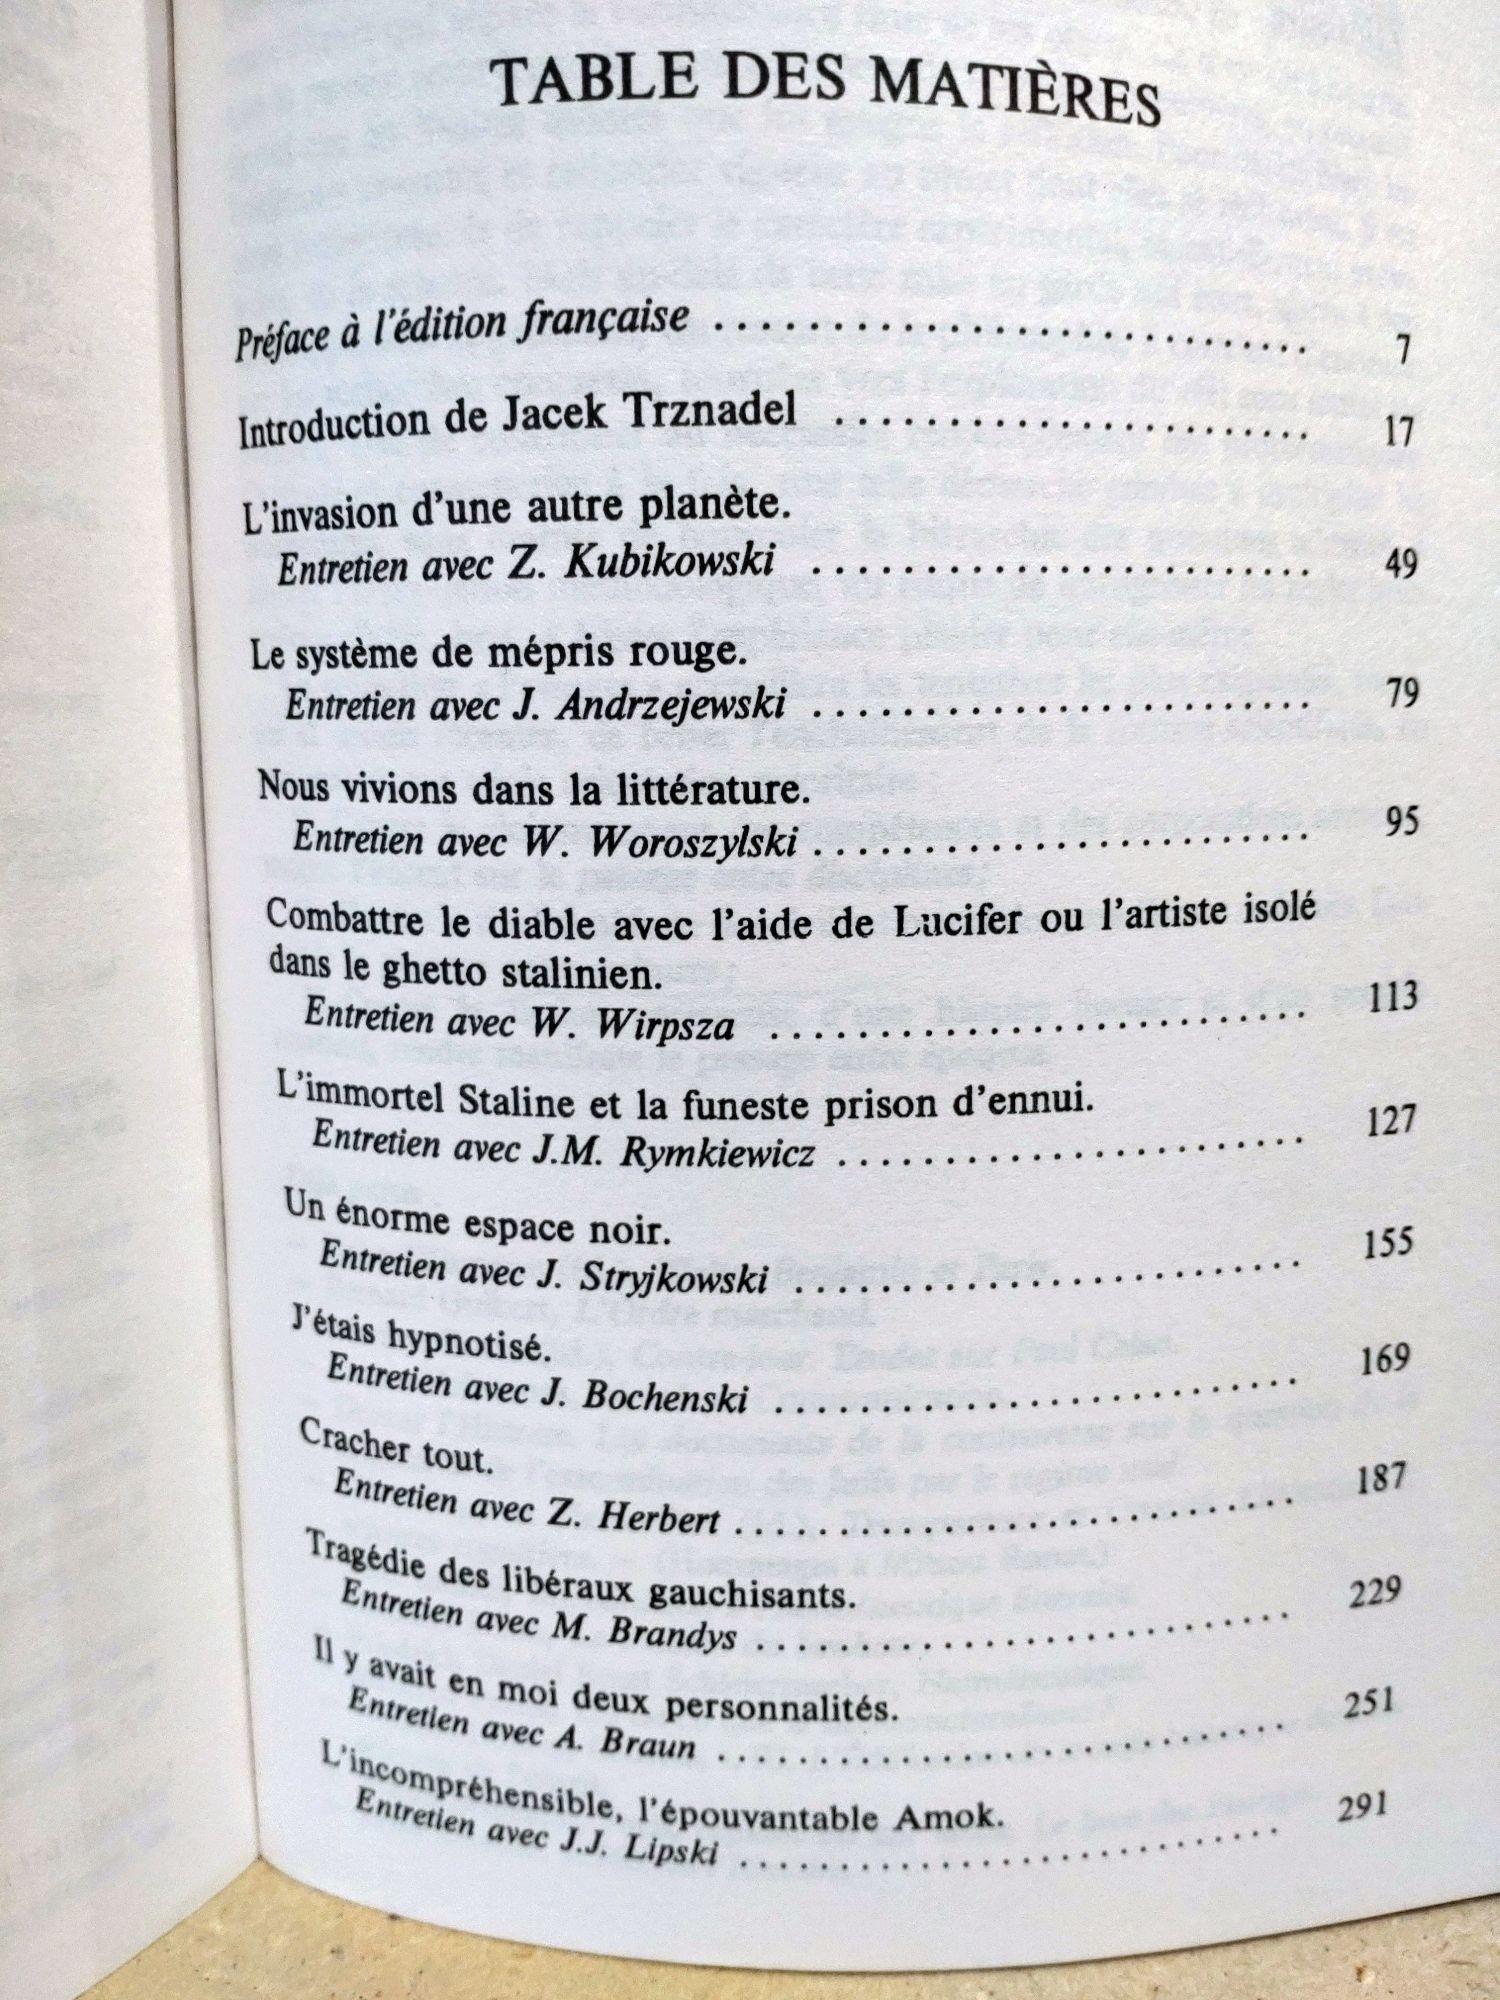 TABLE DES MATIÈRES
Préface à l'édition française ........................ 7
Introduction de Jacek Trznadel ..................... 17
L'invasion d'une autre planète.
Entretien avec Z. Kubikowski ...................... 49
Le système de mépris rouge.
Entretien avec J. Andrzejewski ...................... 79
Nous vivions dans la littérature.
Entretien avec W. Woroszylski ...................... 95
Combattre le diable avec l'aide de Lucifer ou l'artiste isolé
dans le ghetto stalinien.
Entretien avec W. Wirpsza ........................ 113
L'immortel Staline et la funeste prison d'ennui.
Entretien avec J.M. Rymkiewicz ..................... 127
Un énorme espace noir.
Entretien avec J. Stryjkowski ....................... 155
J'étais hypnotisé.
Entretien avec J. Bochenski ........................ 169
Cracher tout.
Entretien avec Z. Herbert .......................... 187
Tragédie des libéraux gauchisants.
Entretien avec M. Brandys ......................... 229
Il y avait en moi deux personnalités.
Entretien avec A. Braun ........................... 251
L'incompréhensible, l'épouvantable Amok.
Entretien avec J.J. Lipski .......................... 291